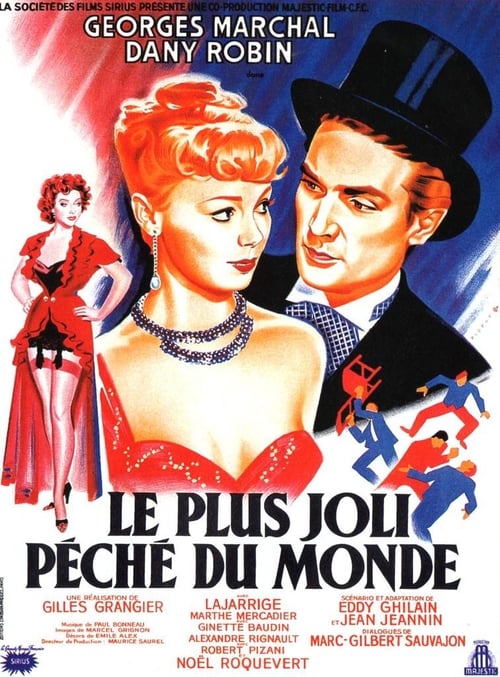 LA SOCIÉTÉ DES FILMS SIRIUS PRÉSENTE UNE CO-PRODUCTION MAJESTIC-FILM-C.F.C.
GEORGES MARCHAL
DANY ROBIN
dans
LE PLUS JOLI
PÉCHÉ DU MONDE
UNE RÉALISATION DE
GILLES GRANGIER
Musique de PAUL BONNEAU
Images de MARCEL GRIGNON
Décors de EMILE ALEX
Directeur de Production : MAURICE SAUREL
avec
LAJARRIGE
MARTHE MERCADIER
GINETTE BAUDIN
ALEXANDRE RIGNAULT
ROBERT PIZANI
et
NOËL ROQUEVERT
SCÉNARIO ET ADAPTATION DE
EDDY GHILAIN
ET JEAN JEANNIN
DIALOGUES DE
MARC-GILBERT SAUVAJON
SIRIUS
MAJESTIC